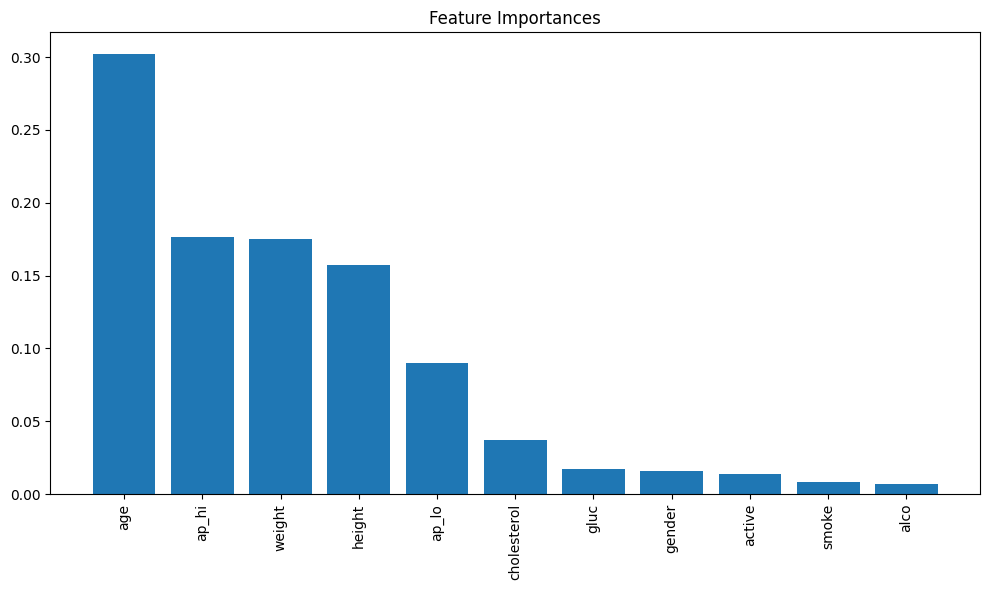 Feature Importances
0.30
0.25
0.20
0.15
0.10
0.05
0.00
age
ap_hi
weight
height
ap_lo
cholesterol
gluc
gender
active
smoke
alco